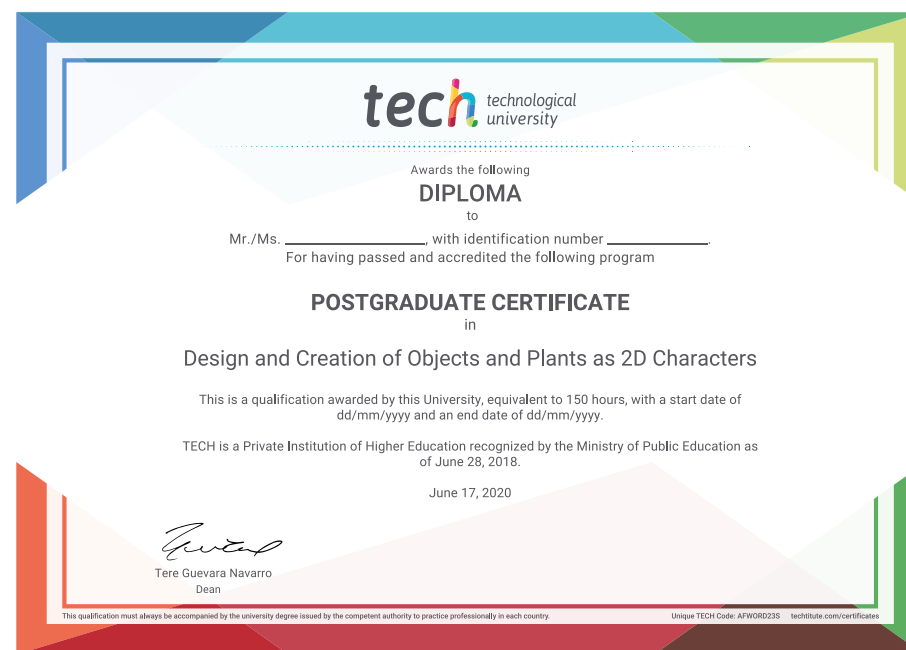 tech technological
university
Awards the following
DIPLOMA
to
Mr./Ms. ____________, with identification number _________.
For having passed and accredited the following program
POSTGRADUATE CERTIFICATE
in
Design and Creation of Objects and Plants as 2D Characters
This is a qualification awarded by this University, equivalent to 150 hours, with a start date of
dd/mm/yyyy and an end date of dd/mm/yyyy.
TECH is a Private Institution of Higher Education recognized by the Ministry of Public Education as
of June 28, 2018.
June 17, 2020
Tere Guevara Navarro
Dean
This qualification must always be accompanied by the university degree issued by the competent authority to practice professionally in each country. Unique TECH Code: AFWORD23S techtitute.com/certificates